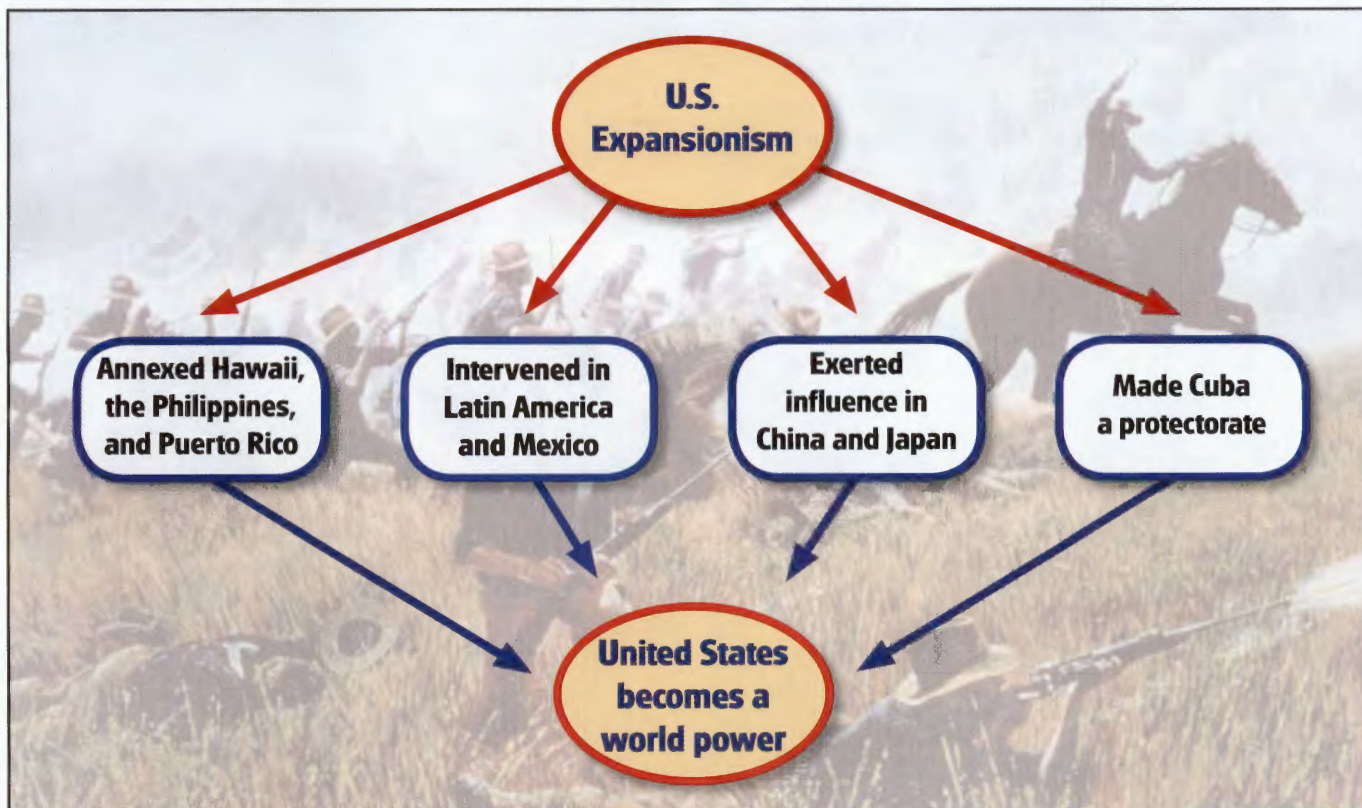 U.S.
Expansionism
Annexed Hawaii,
the Philippines,
and Puerto Rico
Intervened in
Latin America
and Mexico
Exerted
influence in
China and Japan
Made Cuba
a protectorate
United States
becomes a
world power